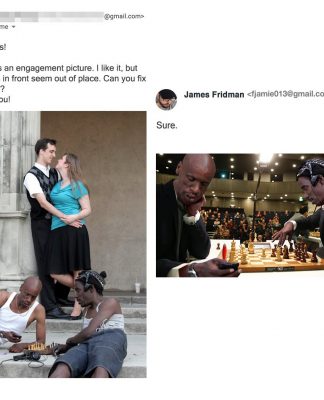 @gmail.com>
me
s!
s an engagement picture. I like it, but
in front seem out of place. Can you fix
?
ou!
James Fridman <fjamie013@gmail.co
Sure.